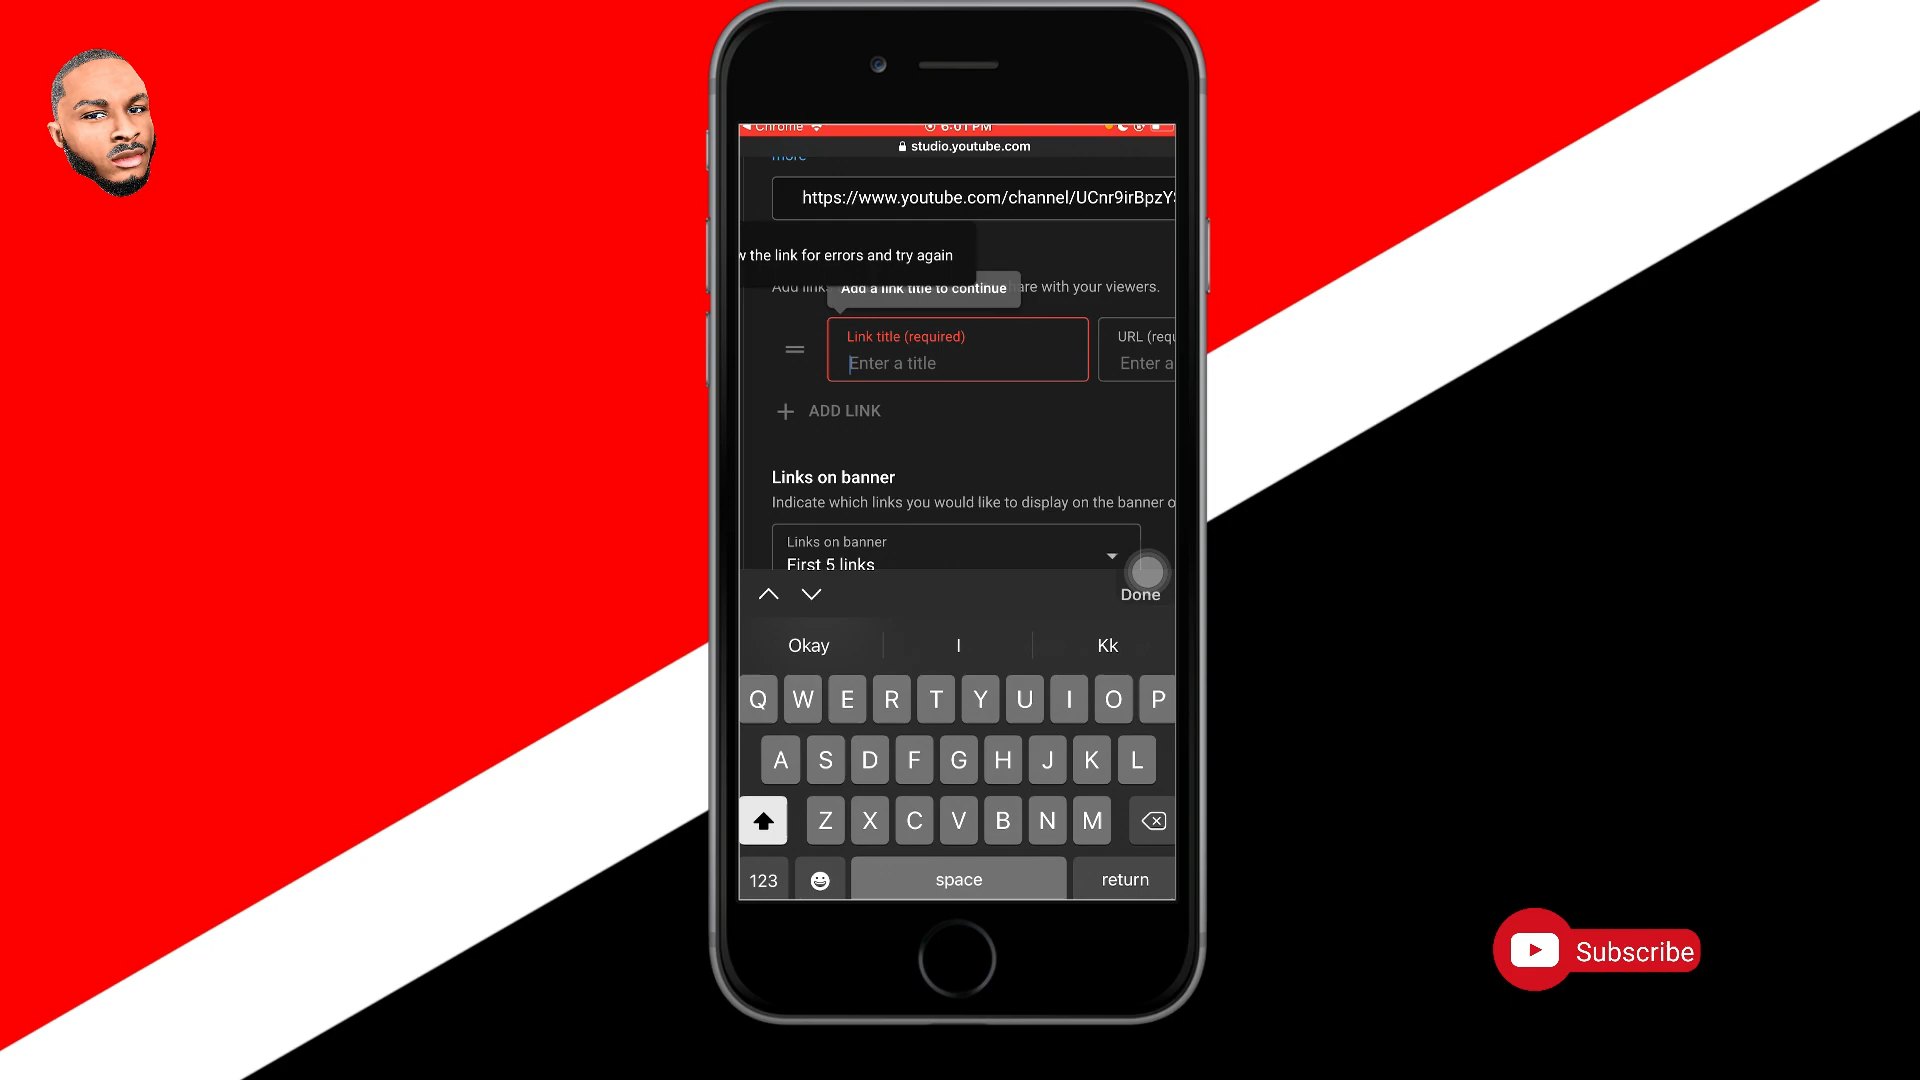 Chrome 6:01 PM
studio.youtube.com
more
https://www.youtube.com/channel/UCnr9irBpzY
the link for errors and try again
Add links
Add a link title to continue
are with your viewers.
Link title (required)
Enter a title
URL (requ
Enter a
+ ADD LINK
Links on banner
Indicate which links you would like to display on the banner o
Links on banner
First 5 links
Done
Okay I Kk
Q W E R T Y U I O P
A S D F G H J K L
Z X C V B N M
123 space return
Subscribe